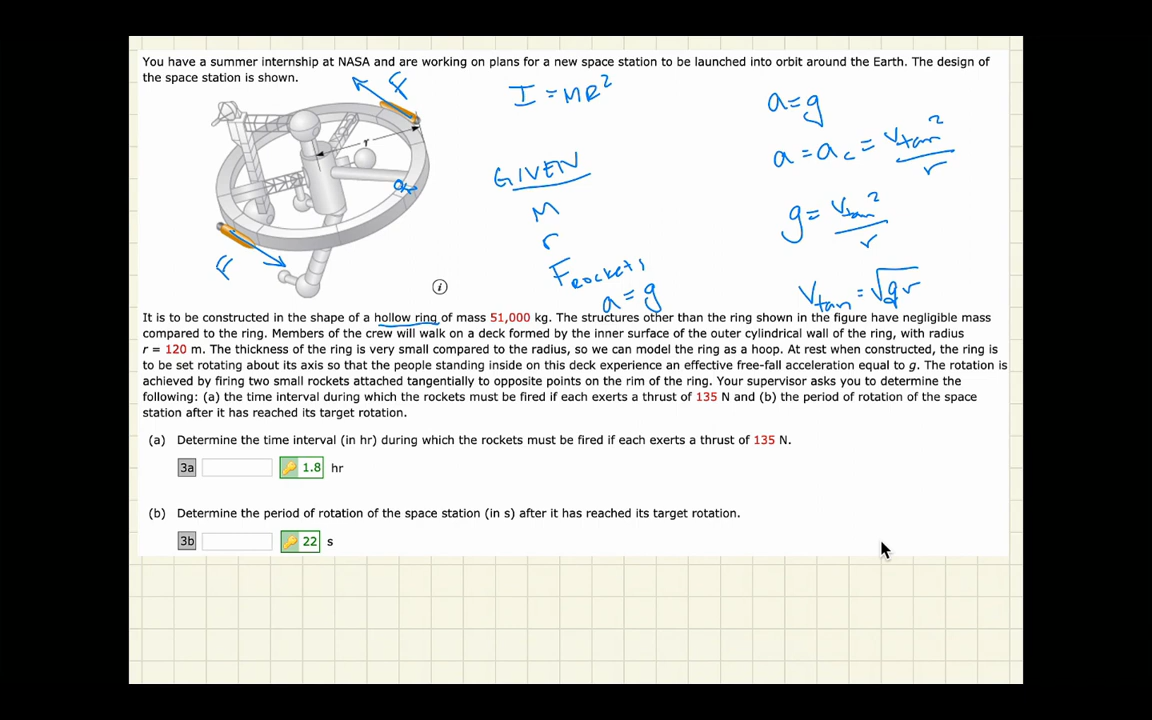 You have a summer internship at NASA and are working on plans for a new space station to be launched into orbit around the Earth. The design of
the space station is shown.
F
r
F
i
I = MR²
GIVEN
M
r
F_rockets
a = g
a = g
a = a_c = v_tan² / r
g = v_tan² / r
v_tan = √gr
It is to be constructed in the shape of a hollow ring of mass 51,000 kg. The structures other than the ring shown in the figure have negligible mass
compared to the ring. Members of the crew will walk on a deck formed by the inner surface of the outer cylindrical wall of the ring, with radius
r = 120 m. The thickness of the ring is very small compared to the radius, so we can model the ring as a hoop. At rest when constructed, the ring is
to be set rotating about its axis so that the people standing inside on this deck experience an effective free-fall acceleration equal to g. The rotation is
achieved by firing two small rockets attached tangentially to opposite points on the rim of the ring. Your supervisor asks you to determine the
following: (a) the time interval during which the rockets must be fired if each exerts a thrust of 135 N and (b) the period of rotation of the space
station after it has reached its target rotation.
(a) Determine the time interval (in hr) during which the rockets must be fired if each exerts a thrust of 135 N.
3a 1.8 hr
(b) Determine the period of rotation of the space station (in s) after it has reached its target rotation.
3b 22 s